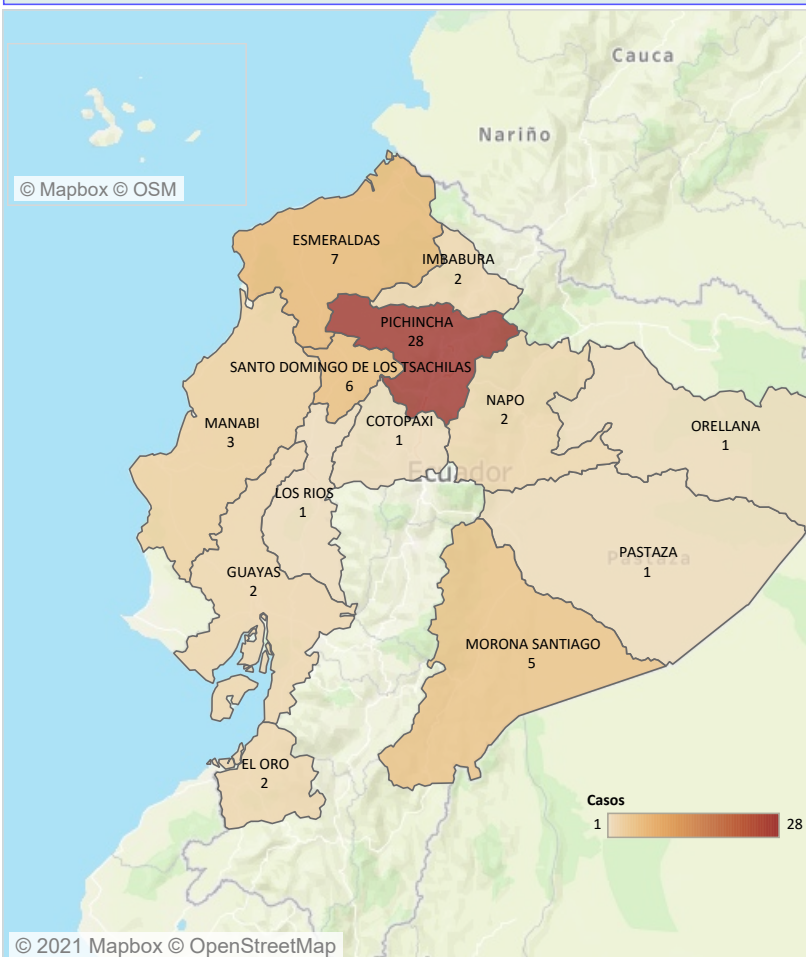 Cauca
Nariño
© Mapbox © OSM
ESMERALDAS
7
IMBABURA
2
PICHINCHA
28
SANTO DOMINGO DE LOS TSACHILAS
6
NAPO
2
COTOPAXI
1
MANABI
3
ORELLANA
1
Ecuador
LOS RIOS
1
PASTAZA
1
Pastaza
GUAYAS
2
MORONA SANTIAGO
5
EL ORO
2
Casos
1 28
© 2021 Mapbox © OpenStreetMap